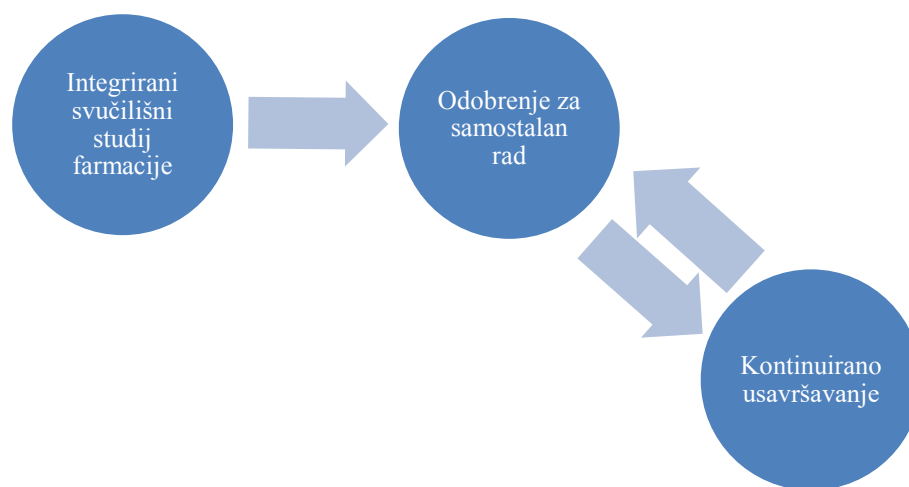 Integrirani
svučilišni
studij
farmacije
Odobrenje za
samostalan
rad
Kontinuirano
usavršavanje